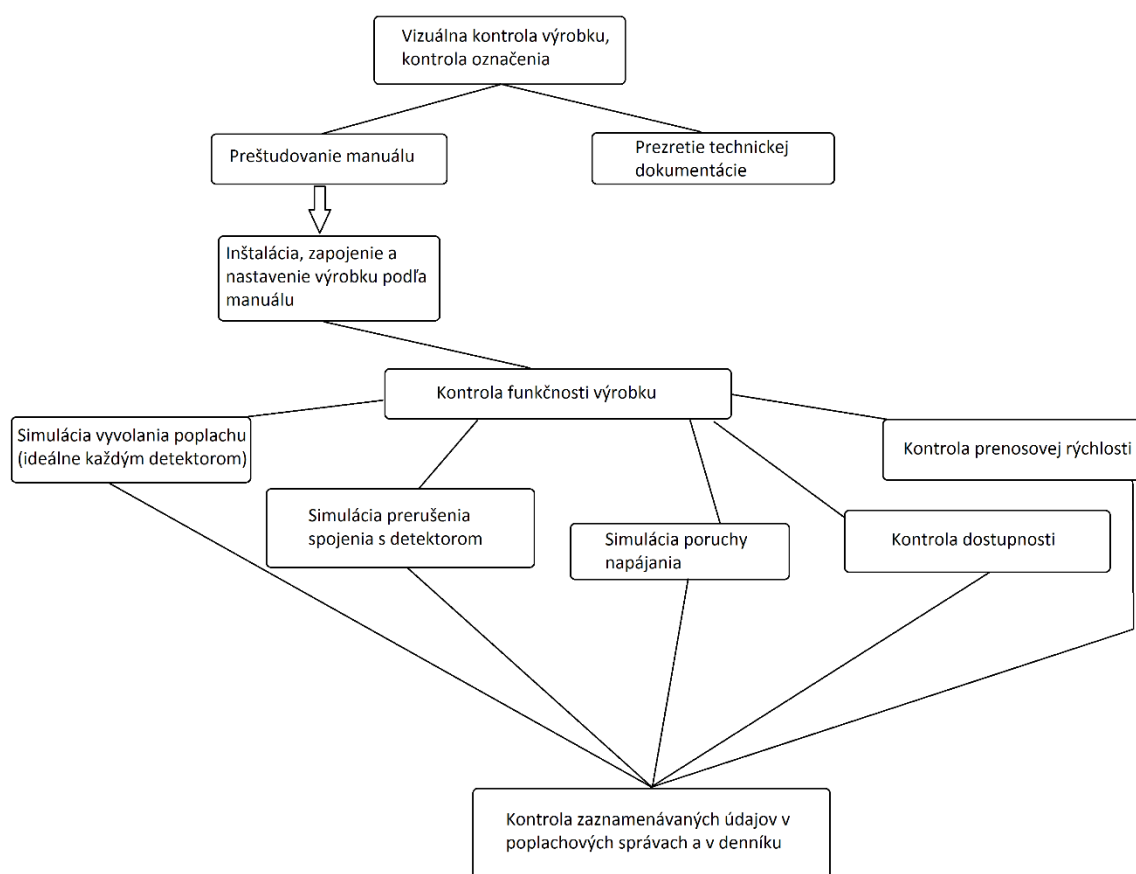 Vizuálna kontrola výrobku,
kontrola označenia
Preštudovanie manuálu
Prezretie technickej
dokumentácie
Inštalácia, zapojenie a
nastavenie výrobku podľa
manuálu
Kontrola funkčnosti výrobku
Simulácia vyvolania poplachu
(ideálne každým detektorom)
Kontrola prenosovej rýchlosti
Simulácia prerušenia
spojenia s detektorom
Simulácia poruchy
napájania
Kontrola dostupnosti
Kontrola zaznamenávaných údajov v
poplachových správach a v denníku